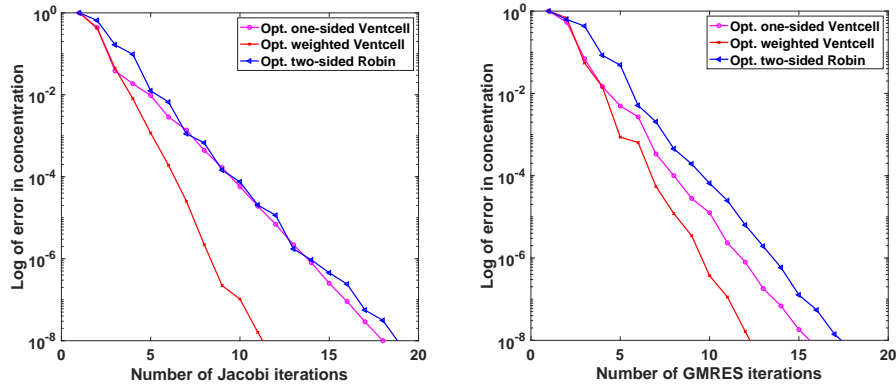 Opt. one-sided Ventcell
Opt. weighted Ventcell
Opt. two-sided Robin
10^0
10^-2
10^-4
10^-6
10^-8
0
5
10
15
20
Log of error in concentration
Number of Jacobi iterations
Opt. one-sided Ventcell
Opt. weighted Ventcell
Opt. two-sided Robin
10^0
10^-2
10^-4
10^-6
10^-8
0
5
10
15
20
Log of error in concentration
Number of GMRES iterations